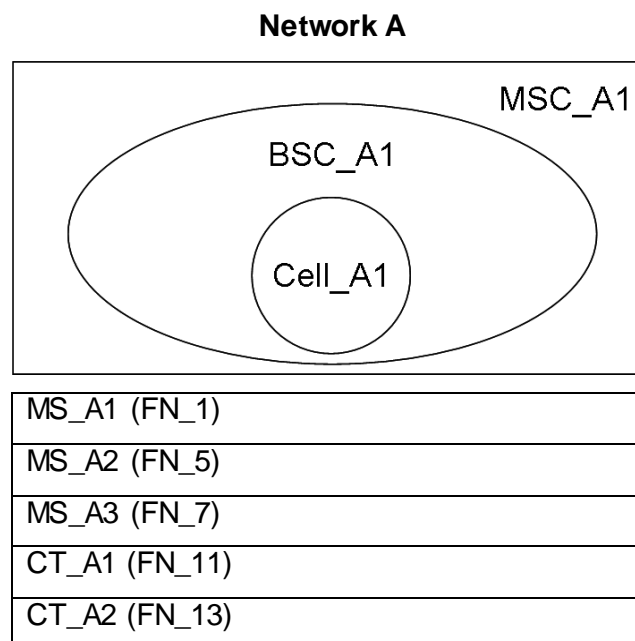 Network A
MSC_A1
BSC_A1
Cell_A1
MS_A1 (FN_1)
MS_A2 (FN_5)
MS_A3 (FN_7)
CT_A1 (FN_11)
CT_A2 (FN_13)